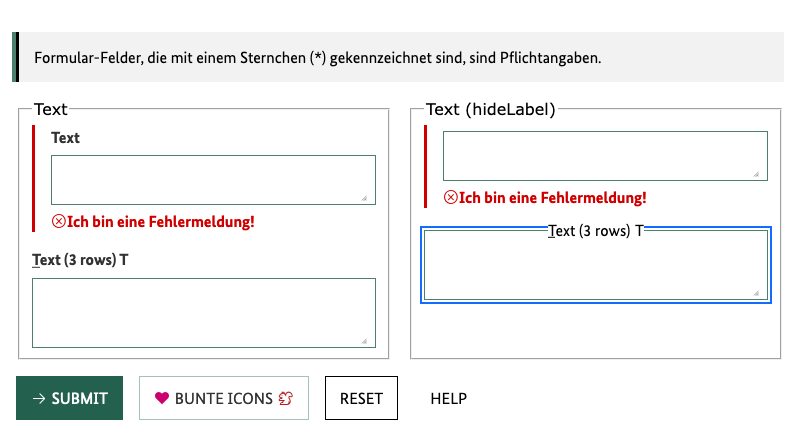 Formular-Felder, die mit einem Sternchen (*) gekennzeichnet sind, sind Pflichtangaben.
Text
Text
Ich bin eine Fehlermeldung!
Text (3 rows) T
Text (hideLabel)
Ich bin eine Fehlermeldung!
Text (3 rows) T
SUBMIT
BUNTE ICONS
RESET
HELP